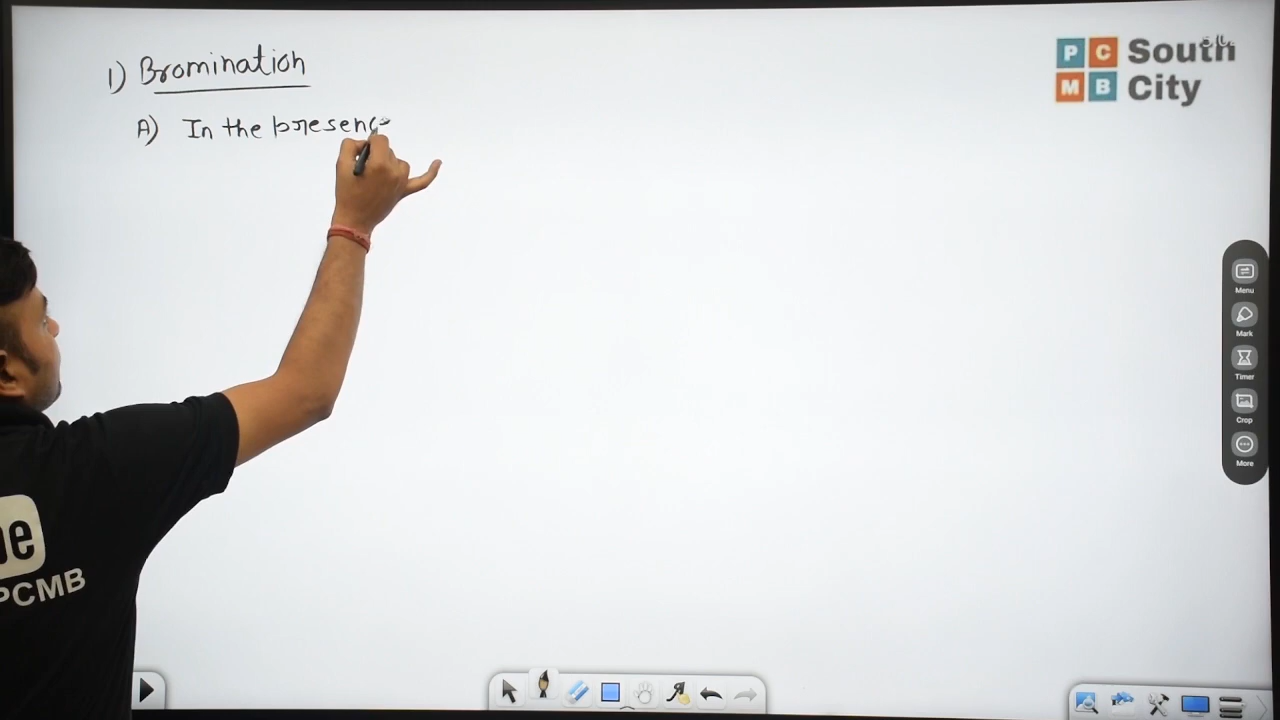 1) Bromination
A) In the presence
P C M B South City
Menu
Mark
Timer
Crop
More
e
PCMB